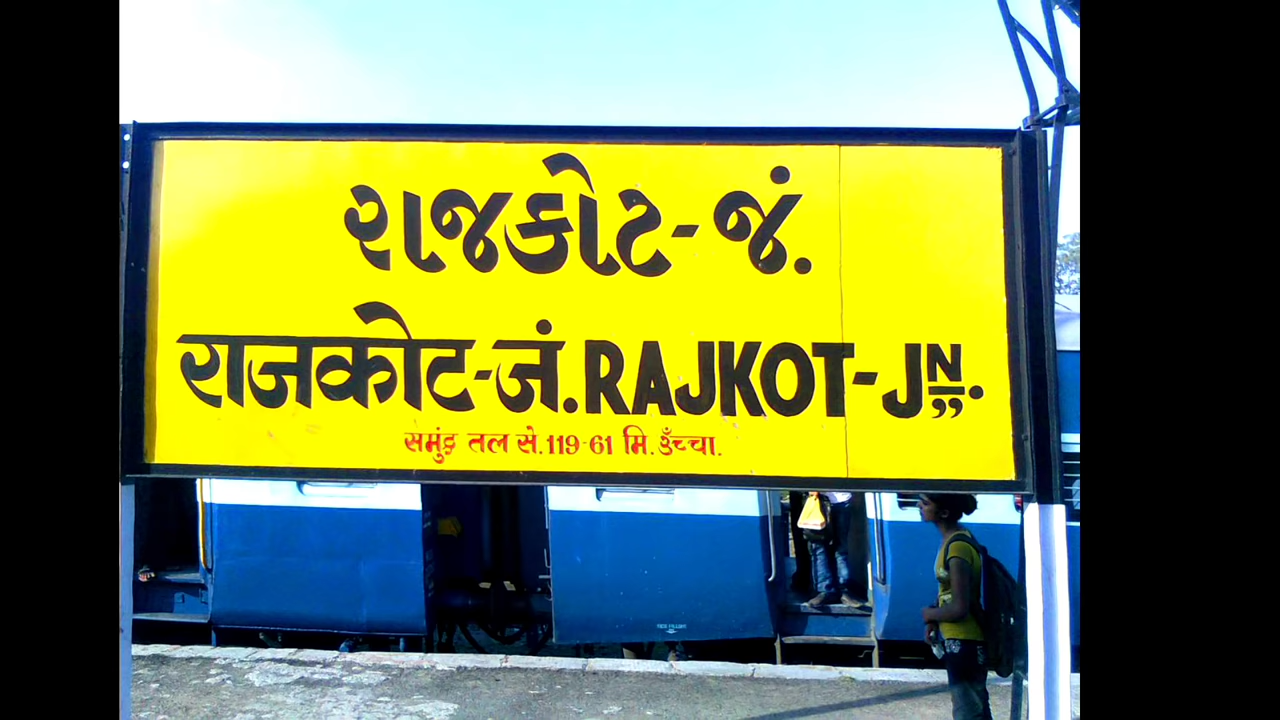 રાજકોટ-જં.
राजकोट-जं. RAJKOT-JN.
समुंद्र तल से. 119-61 मि. उँच्चा.